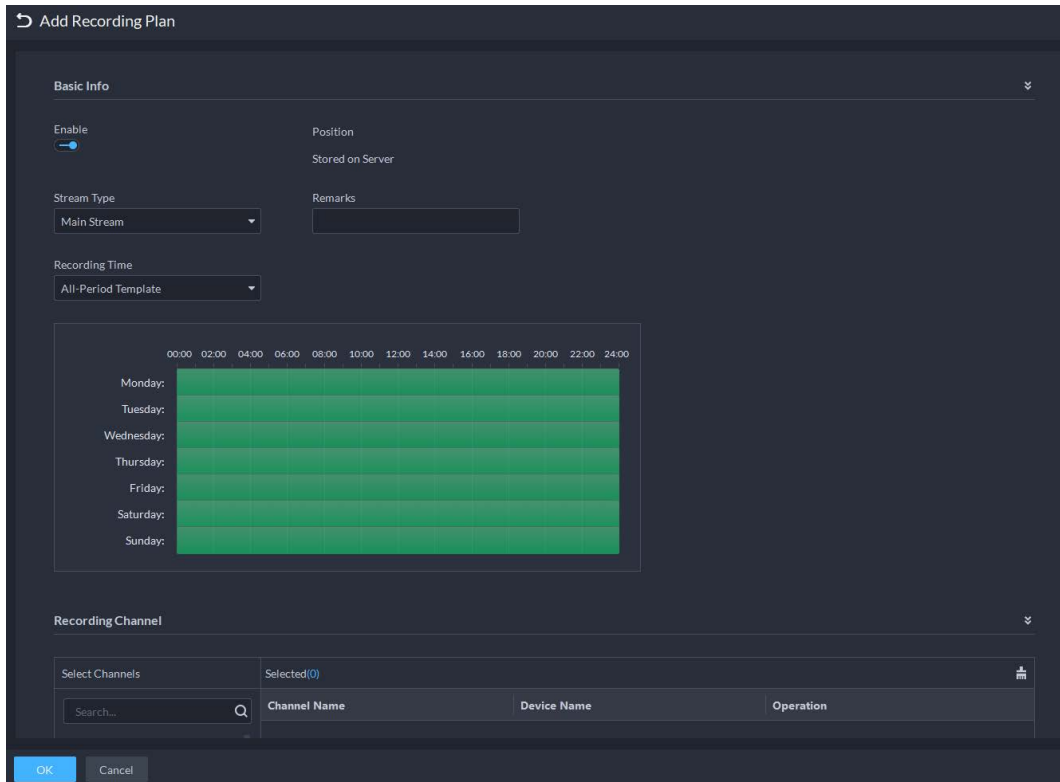 Add Recording Plan
Basic Info
Enable
Position
Stored on Server
Stream Type
Remarks
Main Stream
Recording Time
All-Period Template
00:00 02:00 04:00 06:00 08:00 10:00 12:00 14:00 16:00 18:00 20:00 22:00 24:00
Monday:
Tuesday:
Wednesday:
Thursday:
Friday:
Saturday:
Sunday:
Recording Channel
Select Channels
Selected(0)
Search...
Channel Name
Device Name
Operation
OK
Cancel